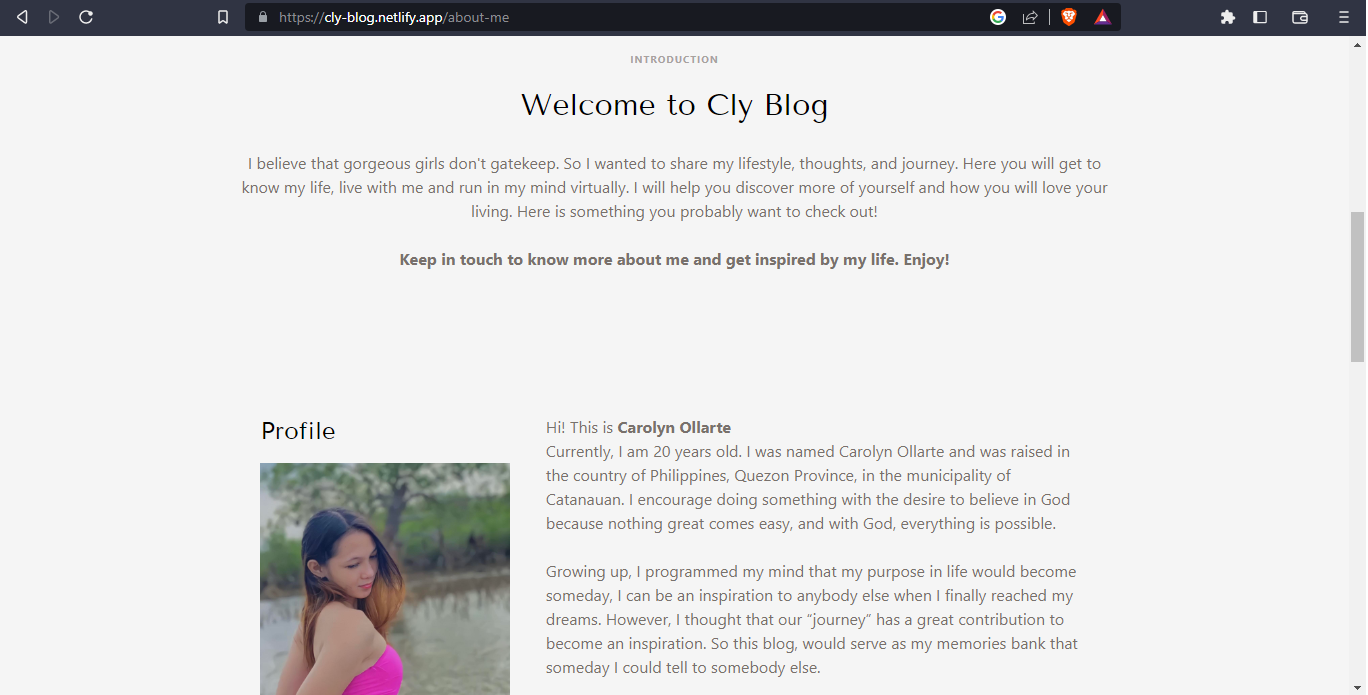 https://cly-blog.netlify.app/about-me
INTRODUCTION
Welcome to Cly Blog
I believe that gorgeous girls don't gatekeep. So I wanted to share my lifestyle, thoughts, and journey. Here you will get to
know my life, live with me and run in my mind virtually. I will help you discover more of yourself and how you will love your
living. Here is something you probably want to check out!
Keep in touch to know more about me and get inspired by my life. Enjoy!
Profile
Hi! This is Carolyn Ollarte
Currently, I am 20 years old. I was named Carolyn Ollarte and was raised in
the country of Philippines, Quezon Province, in the municipality of
Catanauan. I encourage doing something with the desire to believe in God
because nothing great comes easy, and with God, everything is possible.
Growing up, I programmed my mind that my purpose in life would become
someday, I can be an inspiration to anybody else when I finally reached my
dreams. However, I thought that our “journey” has a great contribution to
become an inspiration. So this blog, would serve as my memories bank that
someday I could tell to somebody else.